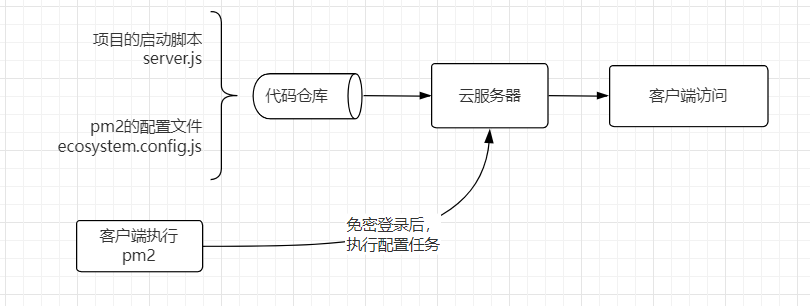 项目的启动脚本
server.js
pm2的配置文件
ecosystem.config.js
代码仓库
云服务器
客户端访问
免密登录后，
执行配置任务
客户端执行
pm2